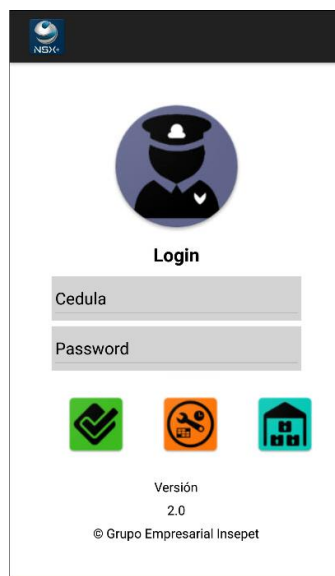 NSX+
Login
Cedula
Password
Versión
2.0
© Grupo Empresarial Insepet